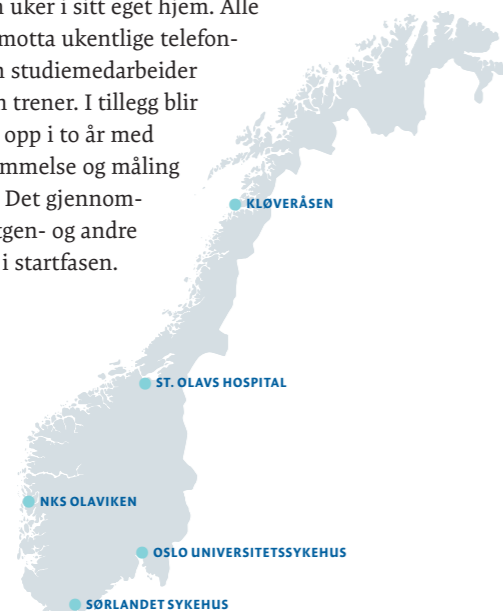 uker i sitt eget hjem. Alle
motta ukentlige telefon-
studiemedarbeider
trener. I tillegg blir
opp i to år med
mmelse og måling
Det gjennom-
tgen- og andre
i startfasen.
KLØVERÅSEN
ST. OLAVS HOSPITAL
NKS OLAVIKEN
OSLO UNIVERSITETSSYKEHUS
SØRLANDET SYKEHUS